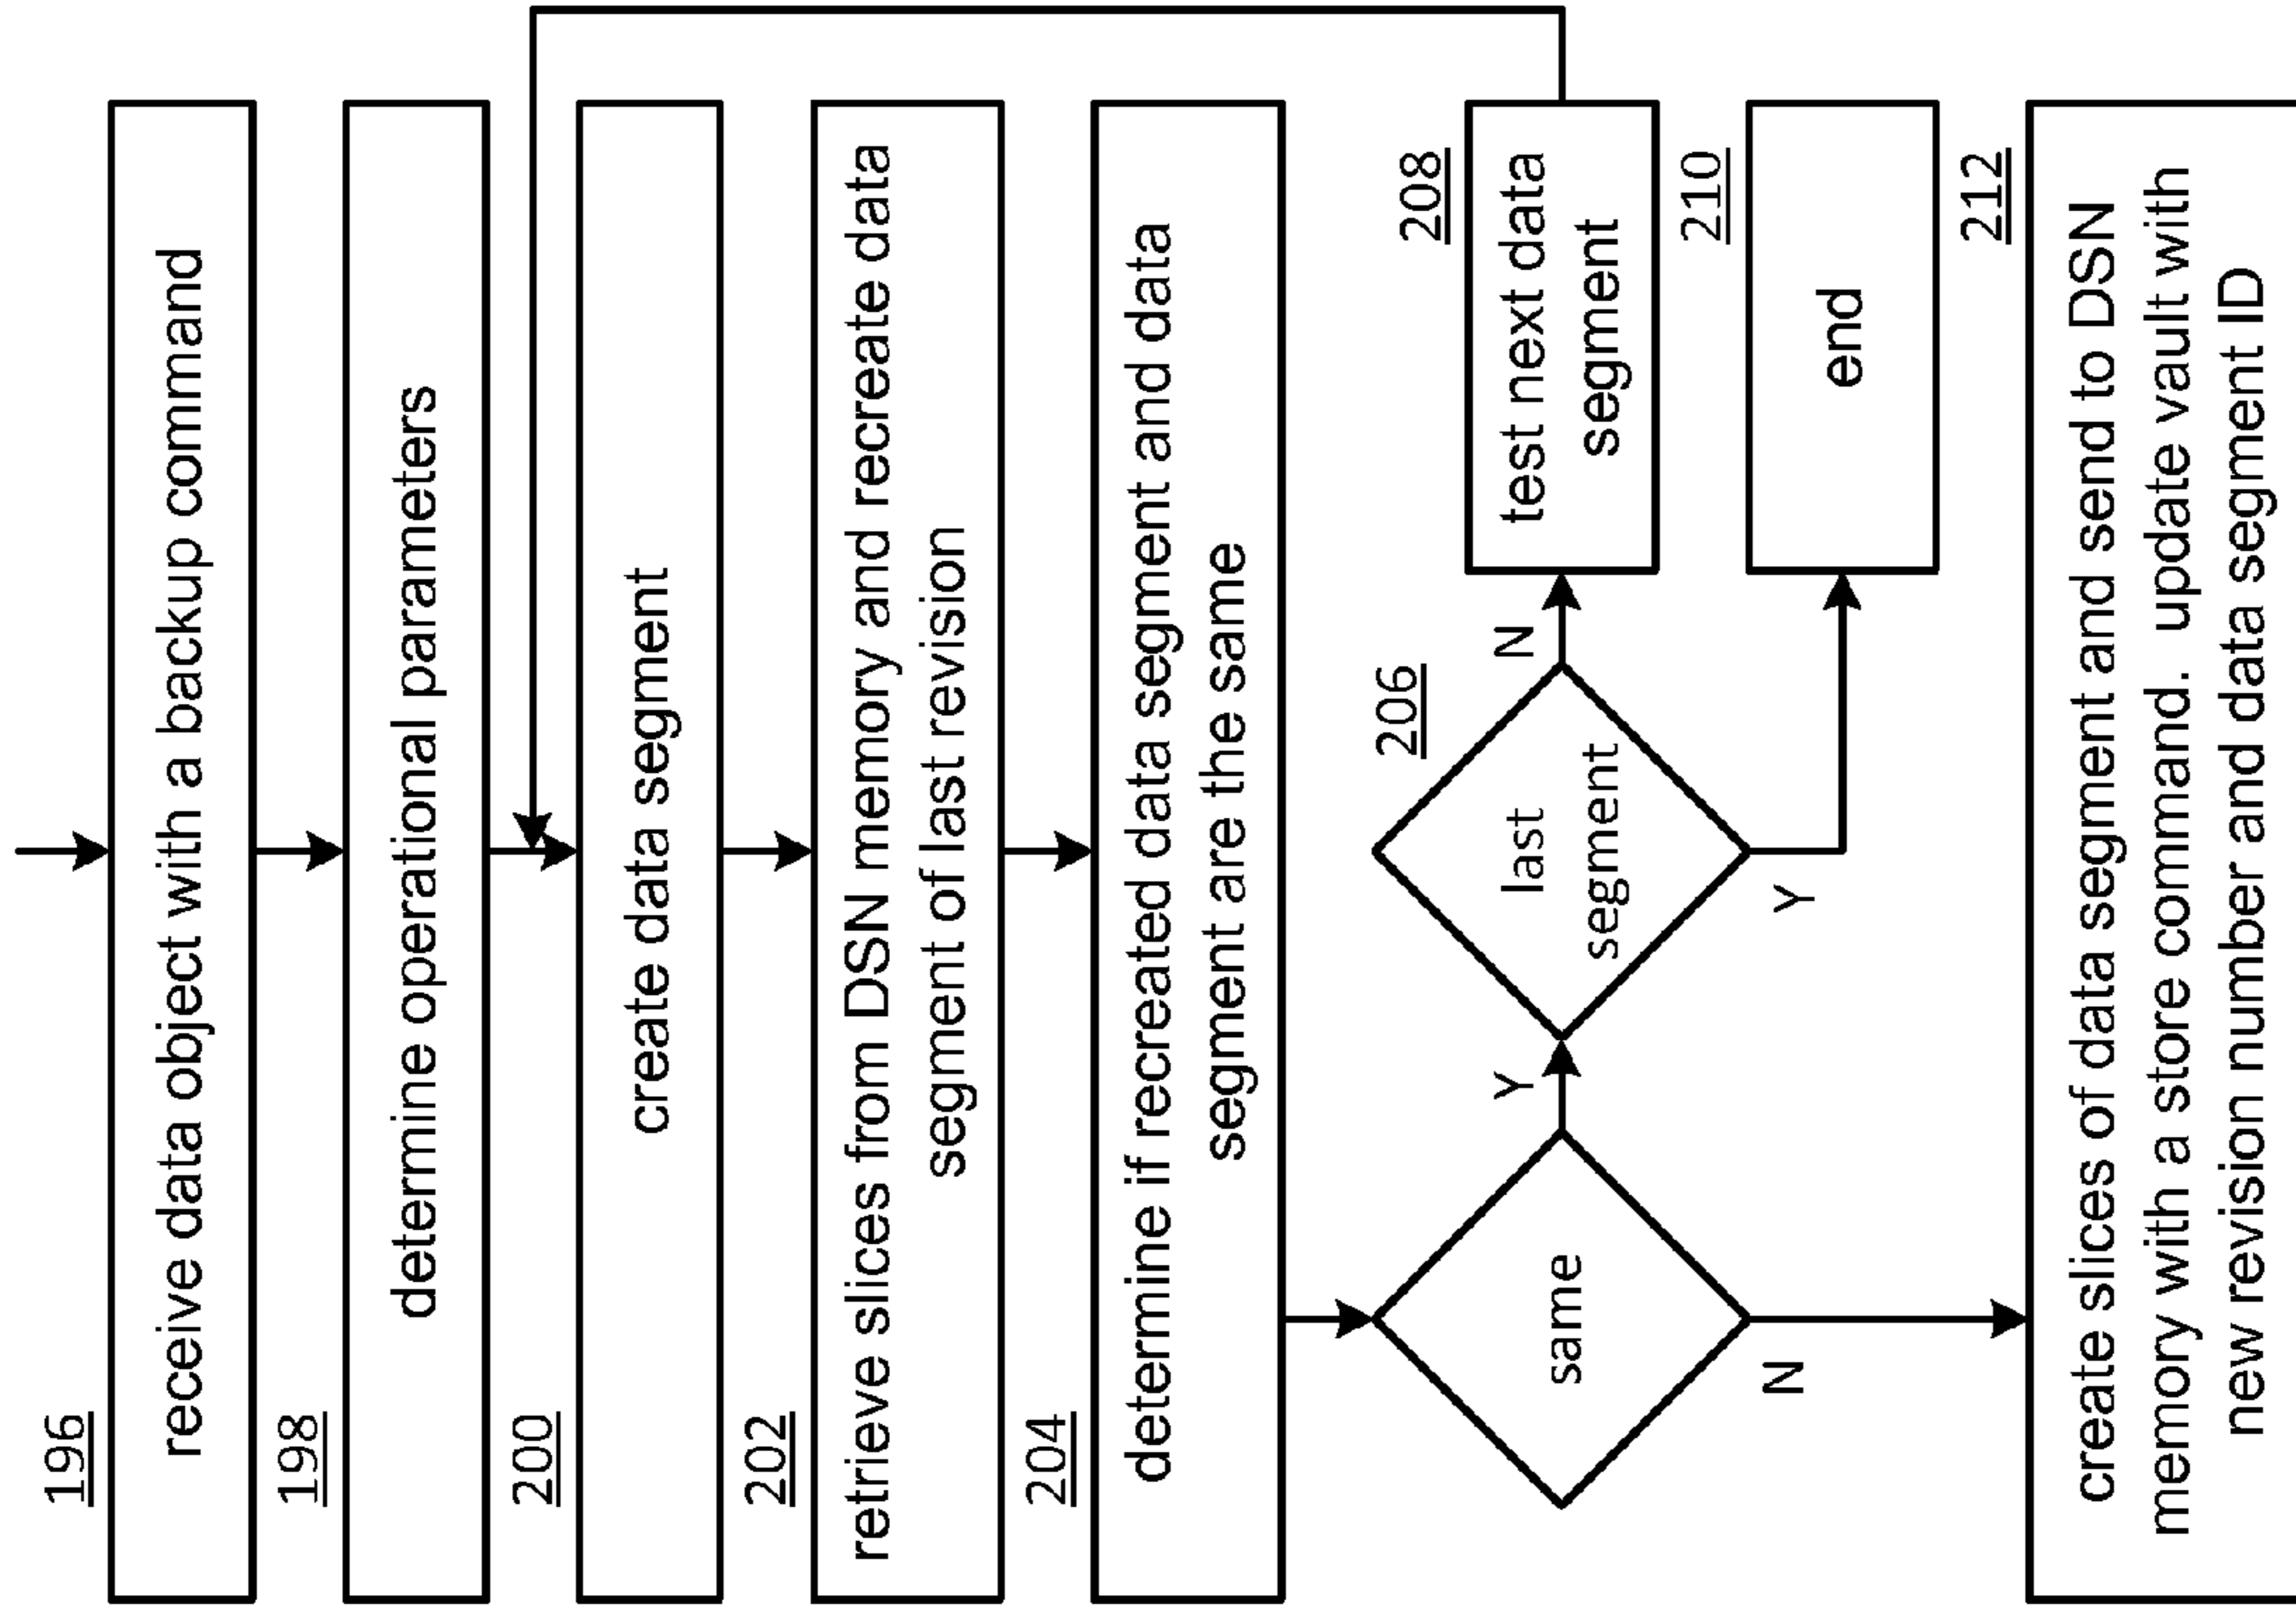 196
receive data object with a backup command
198
determine operational parameters
200
create data segment
202
retrieve slices from DSN memory and recreate data
segment of last revision
204
determine if recreated data segment and data
segment are the same
same
Y
N
206
last
segment
N
Y
208
test next data
segment
210
end
212
create slices of data segment and send to DSN
memory with a store command.  update vault with
new revision number and data segment ID